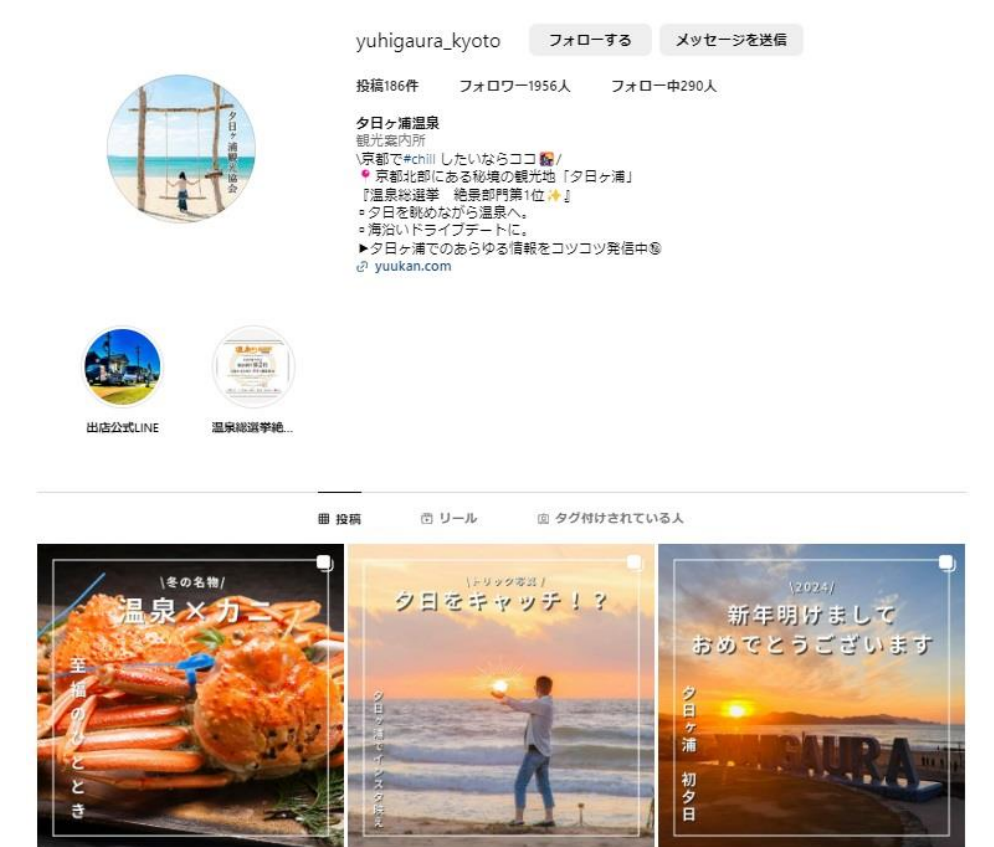 yuhigaura_kyoto
フォローする
メッセージを送信
投稿186件
フォロワー1956人
フォロー中290人
夕日ヶ浦観光協会
夕日ヶ浦温泉
観光案内所
\京都で#chill したいならココ🌇/
📍京都北部にある秘境の観光地「夕日ヶ浦」
『温泉総選挙 絶景部門第1位✨』
▫夕日を眺めながら温泉へ。
▫海沿いドライブデートに。
▶夕日ヶ浦でのあらゆる情報をコツコツ発信中
yuukan.com
出店公式LINE
温泉総選挙絶...
投稿
リール
タグ付けされている人
\冬の名物/
温泉×カニ
至福のひととき
\トリック写真/
夕日をキャッチ！？
夕日ヶ浦でインスタ映え
\2024/
新年明けまして
おめでとうございます
夕日ヶ浦 初夕日
YUHIGAURA